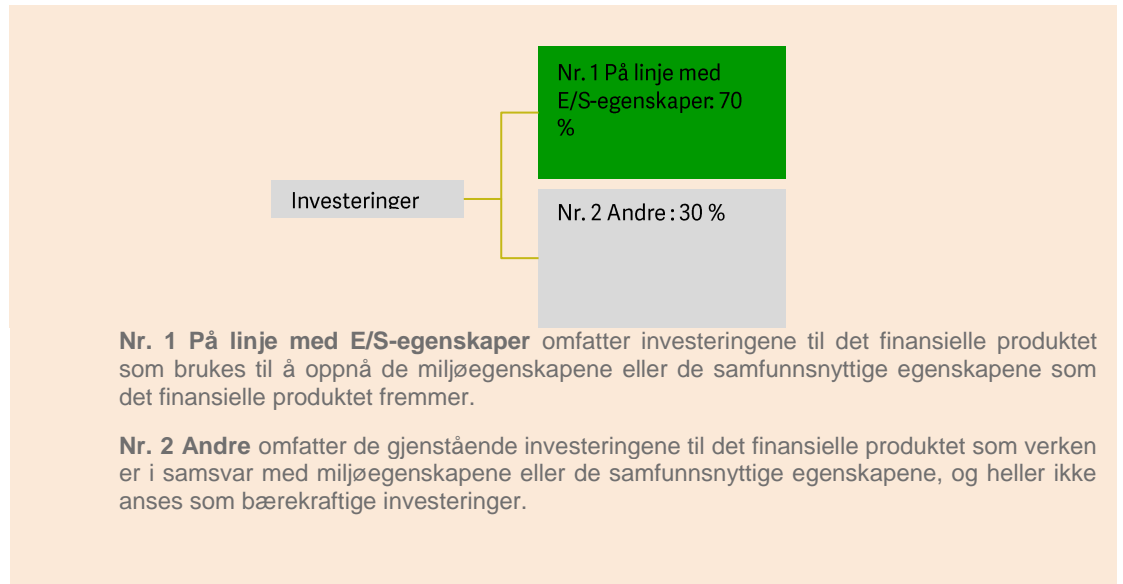 Nr. 1 På linje med
E/S-egenskaper: 70
%
Investeringer
Nr. 2 Andre : 30 %
Nr. 1 På linje med E/S-egenskaper omfatter investeringene til det finansielle produktet
som brukes til å oppnå de miljøegenskapene eller de samfunnsnyttige egenskapene som
det finansielle produktet fremmer.
Nr. 2 Andre omfatter de gjenstående investeringene til det finansielle produktet som verken
er i samsvar med miljøegenskapene eller de samfunnsnyttige egenskapene, og heller ikke
anses som bærekraftige investeringer.